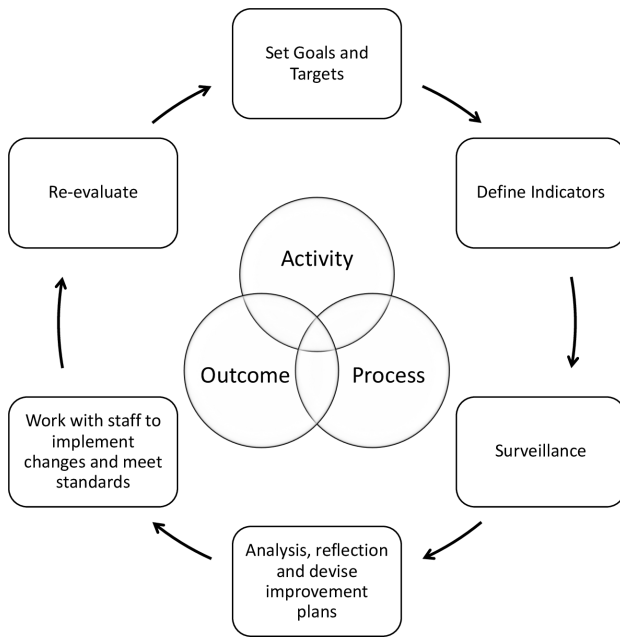 Set Goals and
Targets
Define Indicators
Surveillance
Analysis, reflection
and devise
improvement
plans
Work with staff to
implement
changes and meet
standards
Re-evaluate
Activity
Outcome
Process